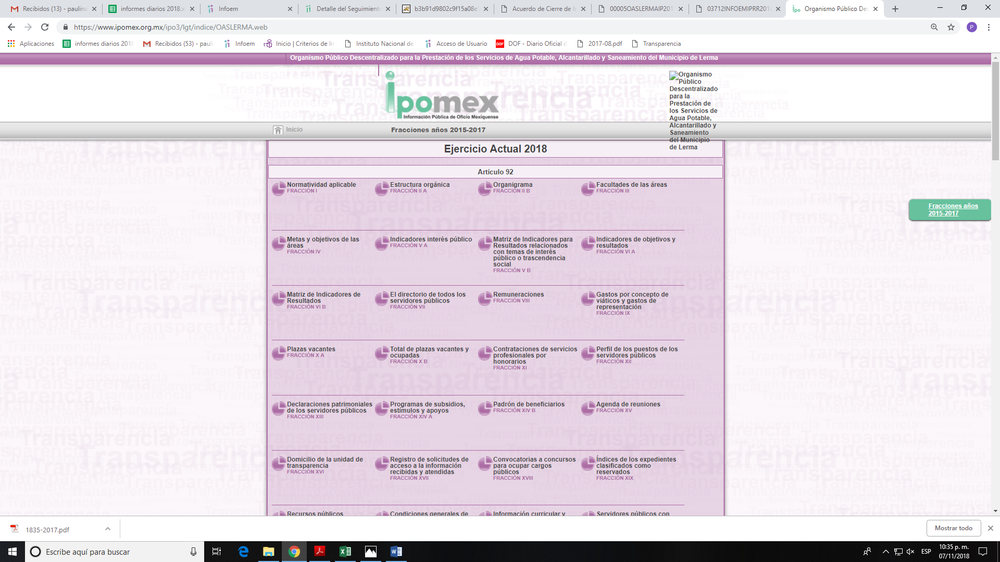 Recibidos (13) - paulina
informes diarios 2018.x
Infoem
Detalle del Seguimiento
b3b91d9802c9f15a08e
Acuerdo de Cierre de I
00005OASLERMAIP201
03712INFOEMIPRR201
Organismo Público Des
https://www.ipomex.org.mx/ipo3/lgt/indice/OASLERMA.web
P
Aplicaciones
informes diarios 2018
Recibidos (53) - pauli
Infoem
Inicio | Criterios de In
Instituto Nacional de
Acceso de Usuario
DOF - Diario Oficial d
2017-08.pdf
Transparencia
Organismo Público Descentralizado para la Prestación de los Servicios de Agua Potable, Alcantarillado y Saneamiento del Municipio de Lerma
ipomex
Información Pública de Oficio Mexiquense
Organismo
Público
Descentralizado
para la
Prestación de
los Servicios de
Agua Potable,
Alcantarillado y
Saneamiento
del Municipio
de Lerma
Inicio
Fracciones años 2015-2017
Ejercicio Actual 2018
Artículo 92
Normatividad aplicable
FRACCIÓN I
Estructura orgánica
FRACCIÓN II A
Organigrama
FRACCIÓN II B
Facultades de las áreas
FRACCIÓN III
Fracciones años
2015-2017
Metas y objetivos de las
áreas
FRACCIÓN IV
Indicadores interés público
FRACCIÓN V A
Matriz de Indicadores para
Resultados relacionados
con temas de interés
público o trascendencia
social
FRACCIÓN V B
Indicadores de objetivos y
resultados
FRACCIÓN VI A
Matriz de Indicadores de
Resultados
FRACCIÓN VI B
El directorio de todos los
servidores públicos
FRACCIÓN VII
Remuneraciones
FRACCIÓN VIII
Gastos por concepto de
viáticos y gastos de
representación
FRACCIÓN IX
Plazas vacantes
FRACCIÓN X A
Total de plazas vacantes y
ocupadas
FRACCIÓN X B
Contrataciones de servicios
profesionales por
honorarios
FRACCIÓN XI
Perfil de los puestos de los
servidores públicos
FRACCIÓN XII
Declaraciones patrimoniales
de los servidores públicos
FRACCIÓN XIII
Programas de subsidios,
estímulos y apoyos
FRACCIÓN XIV A
Padrón de beneficiarios
FRACCIÓN XIV B
Agenda de reuniones
FRACCIÓN XV
Domicilio de la unidad de
transparencia
FRACCIÓN XVI
Registro de solicitudes de
acceso a la información
recibidas y atendidas
FRACCIÓN XVII
Convocatorias a concursos
para ocupar cargos
públicos
FRACCIÓN XVIII
Índices de los expedientes
clasificados como
reservados
FRACCIÓN XIX
Recursos públicos
Condiciones generales de
Información curricular y
Servidores públicos con
1835-2017.pdf
Mostrar todo
Escribe aquí para buscar
ESP
10:35 p. m.
07/11/2018